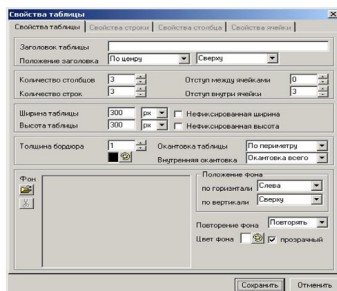 Свойства таблицы
Свойства таблицы Свойства строки Свойства столбца Свойства ячейки
Заголовок таблицы
Положение заголовка По центру Сверху
Количество столбцов 3 Отступ между ячейками 0
Количество строк 3 Отступ внутри ячейки 3
Ширина таблицы 300 px Нефиксированная ширина
Высота таблицы 300 px Нефиксированная высота
Толщина бордюра 1 Окантовка таблицы По периметру
Внутренняя окантовка Окантовка всего
Фон Положение фона
по горизонтали Слева
по вертикали Сверху
Повторение фона Повторять
Цвет фона прозрачный
Сохранить Отменить